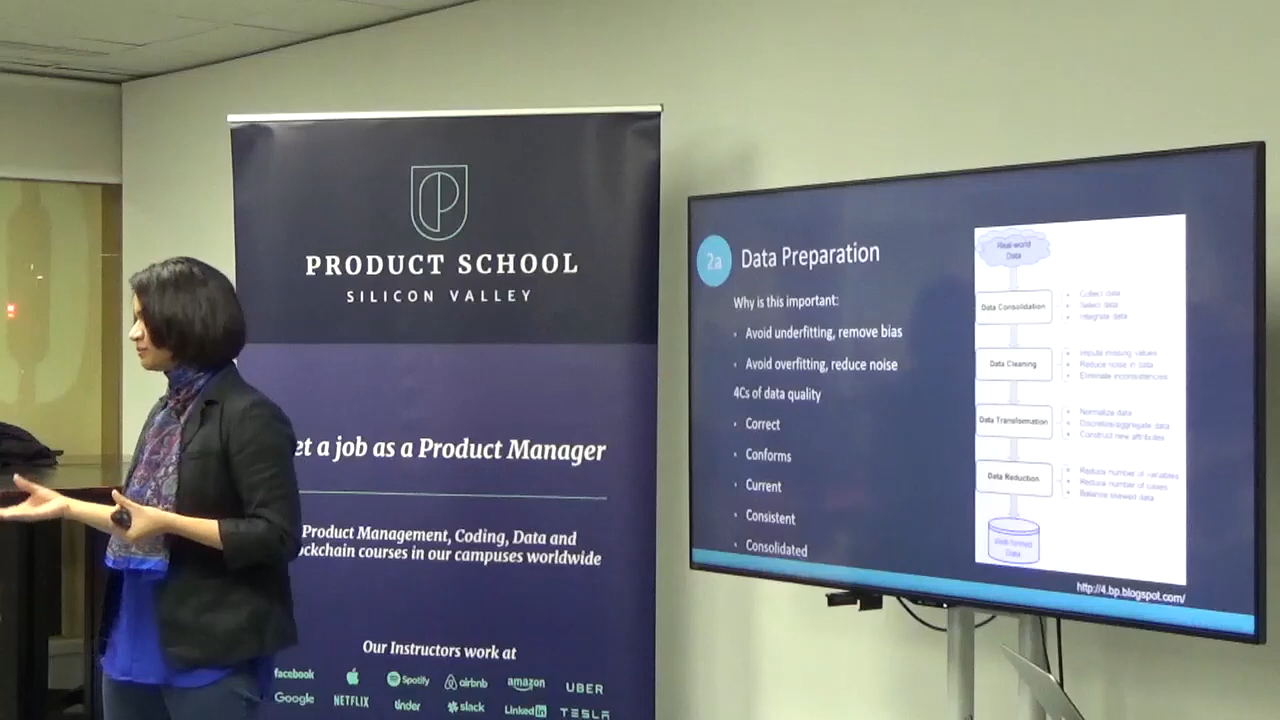 PRODUCT SCHOOL
SILICON VALLEY
et a job as a Product Manager
Product Management, Coding, Data and
ckchain courses in our campuses worldwide
Our Instructors work at
facebook
Spotify
airbnb
amazon
UBER
Google
NETFLIX
tinder
slack
Linked in
TESLA
2a
Data Preparation
Why is this important:
• Avoid underfitting, remove bias
• Avoid overfitting, reduce noise
4Cs of data quality
• Correct
• Conforms
• Current
• Consistent
• Consolidated
Real-world
Data
Data Consolidation
• Collect data
• Select data
• Integrate data
Data Cleaning
• Impute missing values
• Reduce noise in data
• Eliminate inconsistencies
Data Transformation
• Normalize data
• Discretize/aggregate data
• Construct new attributes
Data Reduction
• Reduce number of variables
• Reduce number of cases
• Balance skewed data
Well-formed
Data
http://4.bp.blogspot.com/